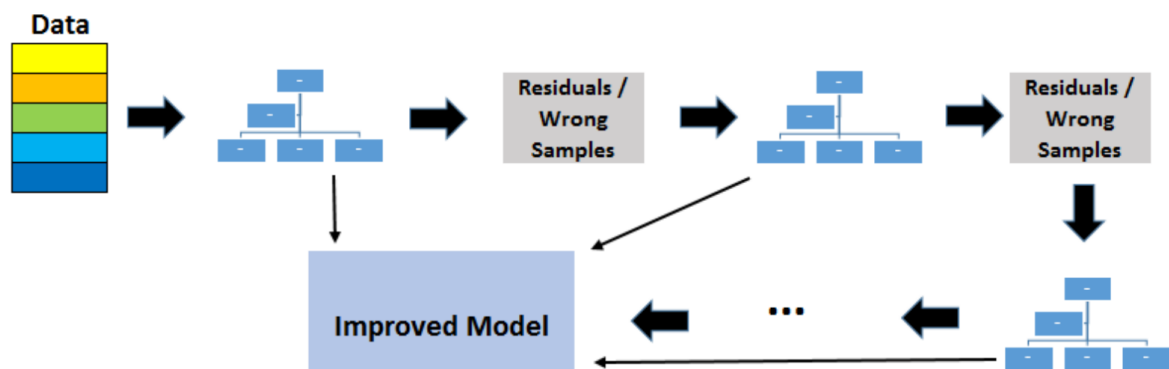 Data
-
-
-
-
-
Residuals /
Wrong
Samples
-
-
-
-
-
Residuals /
Wrong
Samples
-
-
-
-
-
...
Improved Model